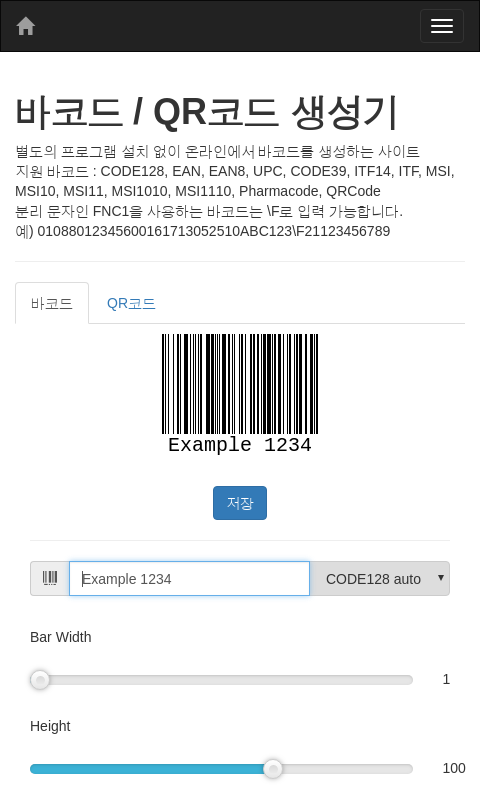 바코드 / QR코드 생성기
별도의 프로그램 설치 없이 온라인에서 바코드를 생성하는 사이트
지원 바코드 : CODE128, EAN, EAN8, UPC, CODE39, ITF14, ITF, MSI,
MSI10, MSI11, MSI1010, MSI1110, Pharmacode, QRCode
분리 문자인 FNC1을 사용하는 바코드는 \F로 입력 가능합니다.
예) 01088012345600161713052510ABC123\F21123456789
바코드 QR코드
Example 1234
저장
Example 1234 CODE128 auto
Bar Width
1
Height
100